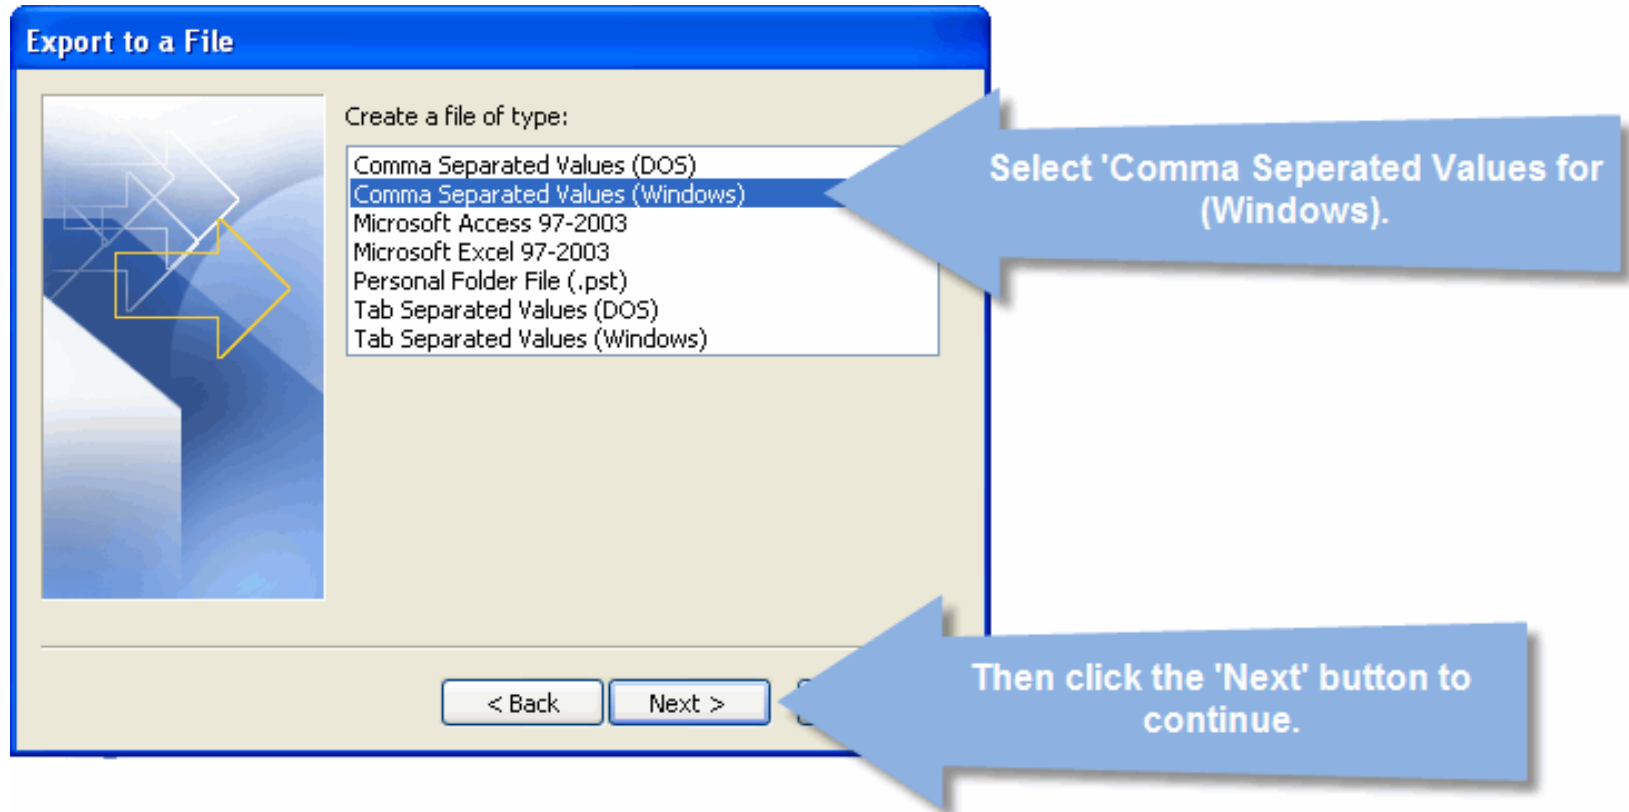 Export to a File
Create a file of type:
Comma Separated Values (DOS)
Comma Separated Values (Windows)
Microsoft Access 97-2003
Microsoft Excel 97-2003
Personal Folder File (.pst)
Tab Separated Values (DOS)
Tab Separated Values (Windows)
Select 'Comma Seperated Values for
(Windows).
< Back
Next >
Then click the 'Next' button to
continue.